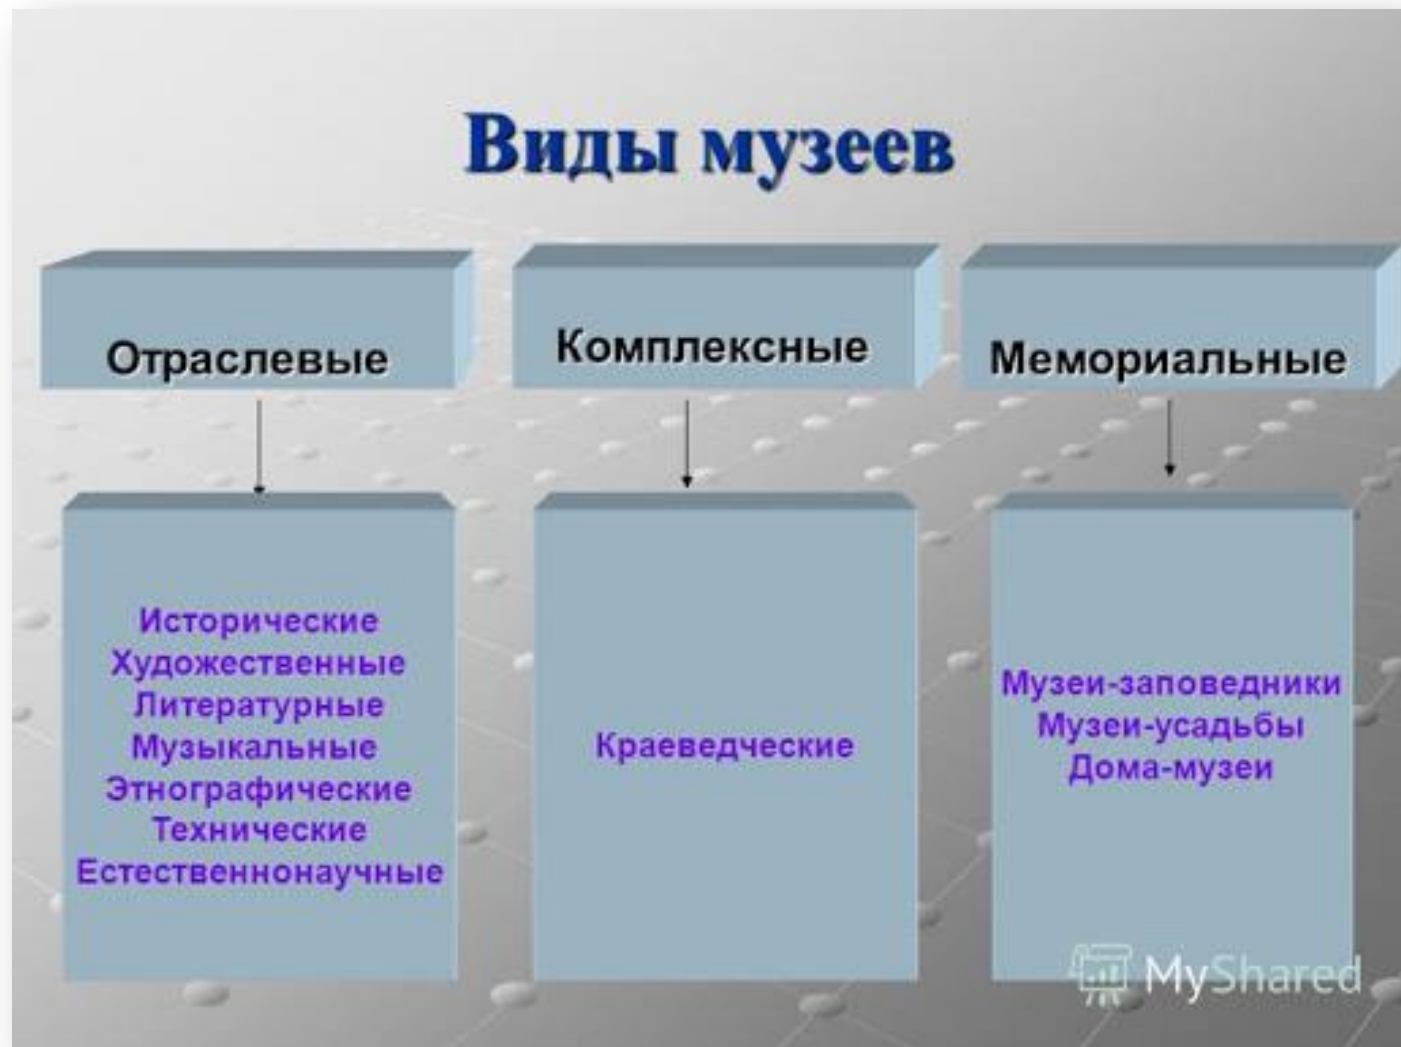 Виды музеев
Отраслевые
Комплексные
Мемориальные
Исторические
Художественные
Литературные
Музыкальные
Этнографические
Технические
Естественнонаучные
Краеведческие
Музеи-заповедники
Музеи-усадьбы
Дома-музеи
MyShared